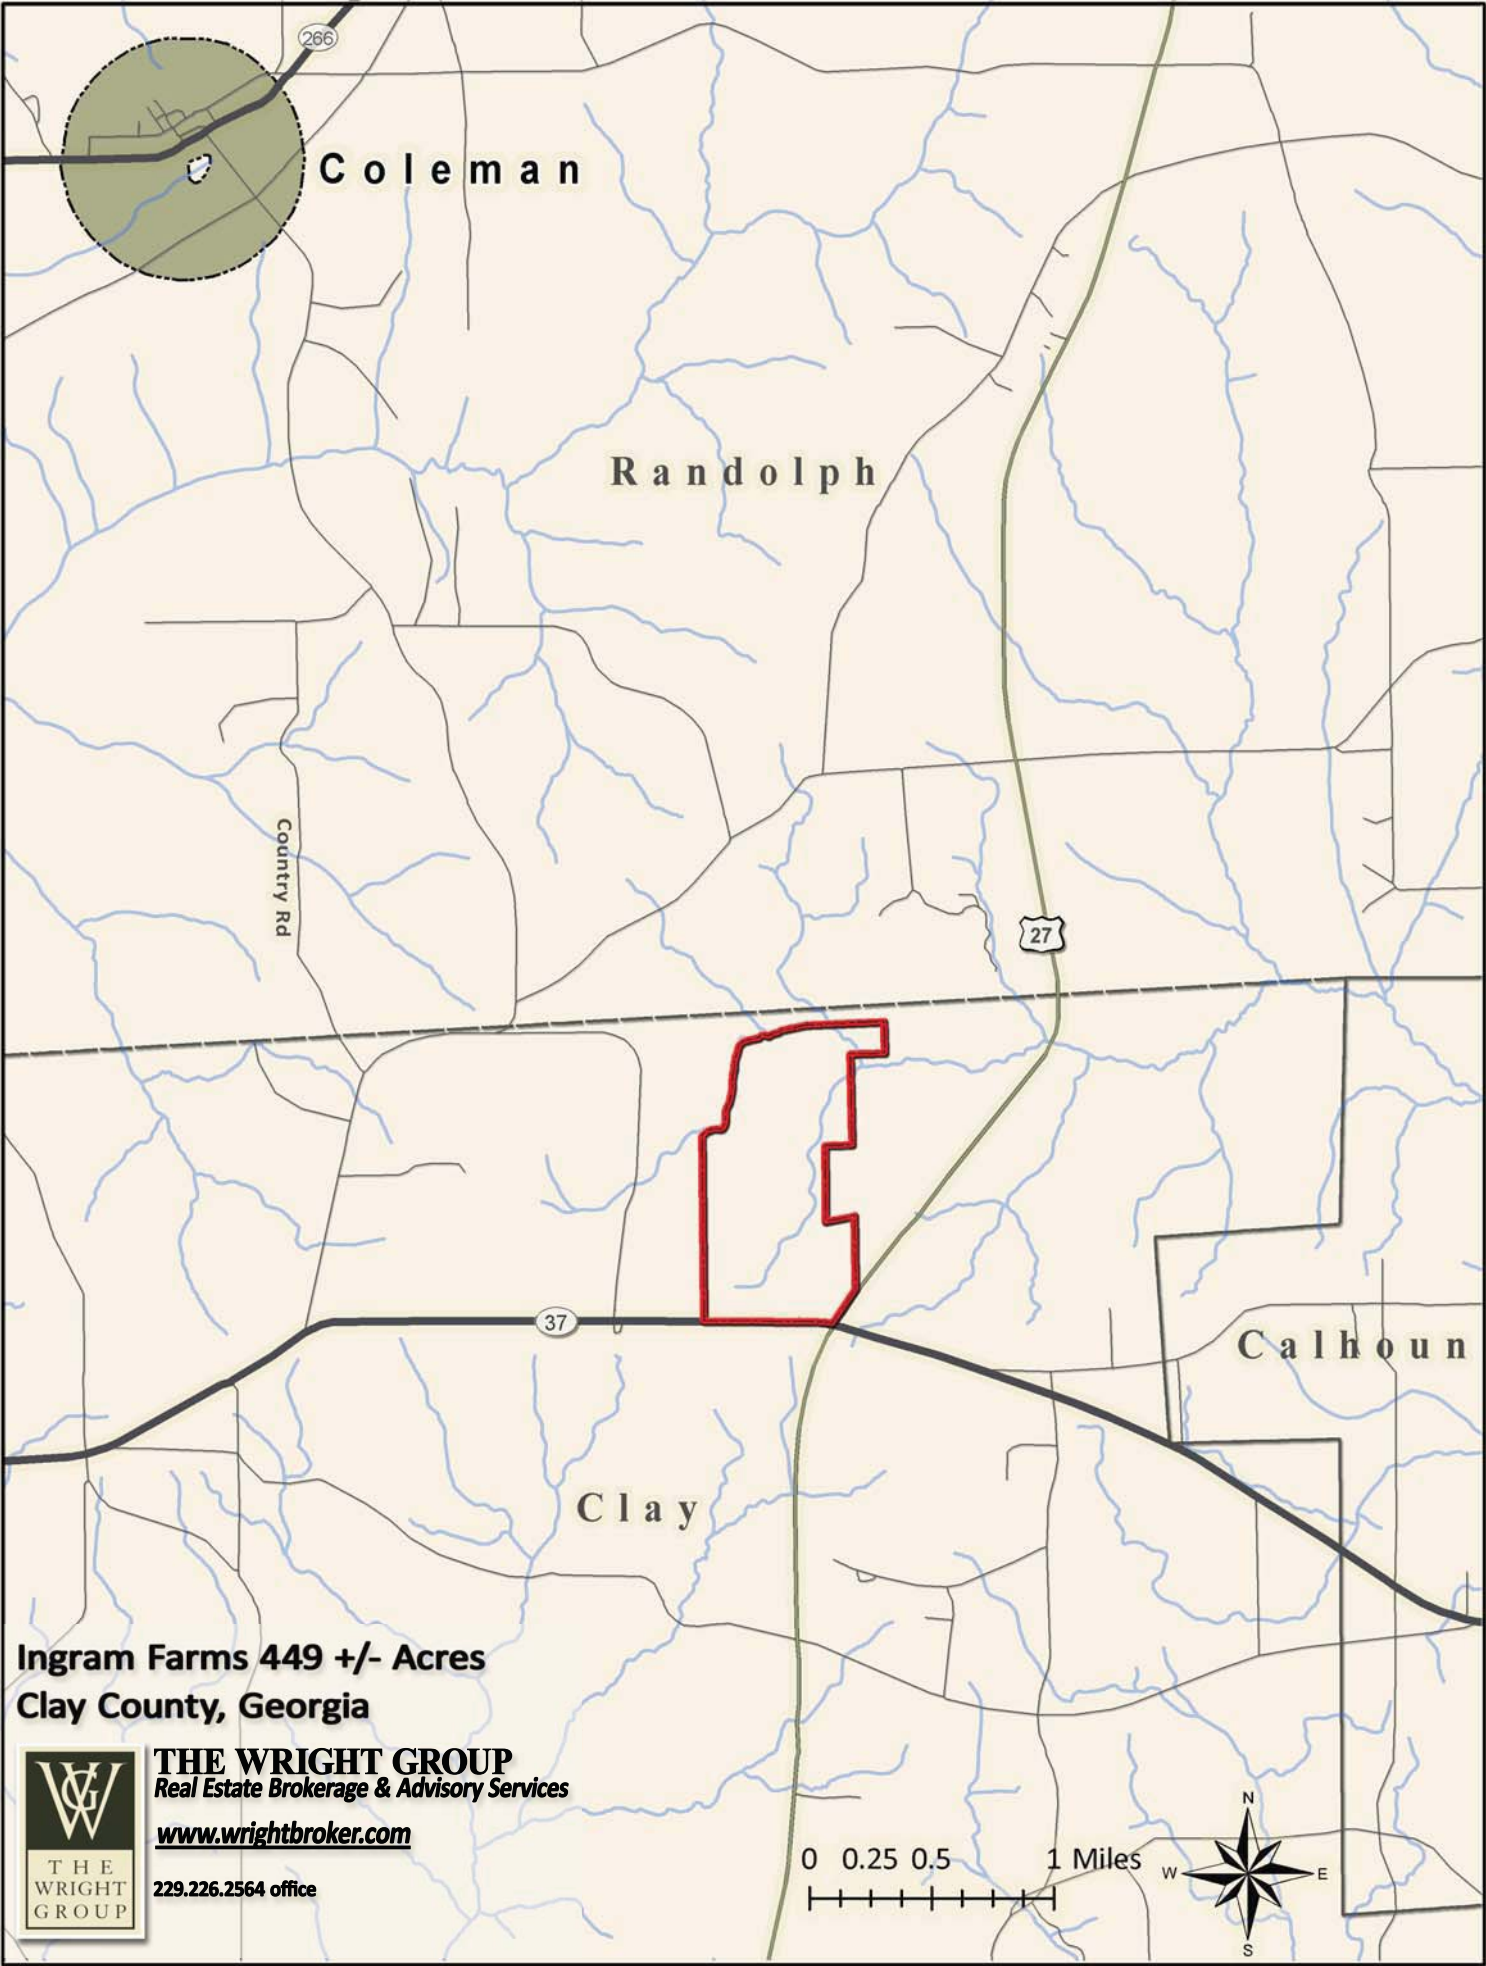 266
Coleman
Randolph
Country Rd
27
37
Calhoun
Clay
Ingram Farms 449 +/- Acres
Clay County, Georgia
WG
THE
WRIGHT
GROUP
THE WRIGHT GROUP
Real Estate Brokerage & Advisory Services
www.wrightbroker.com
229.226.2564 office
0 0.25 0.5 1 Miles
N
W E
S